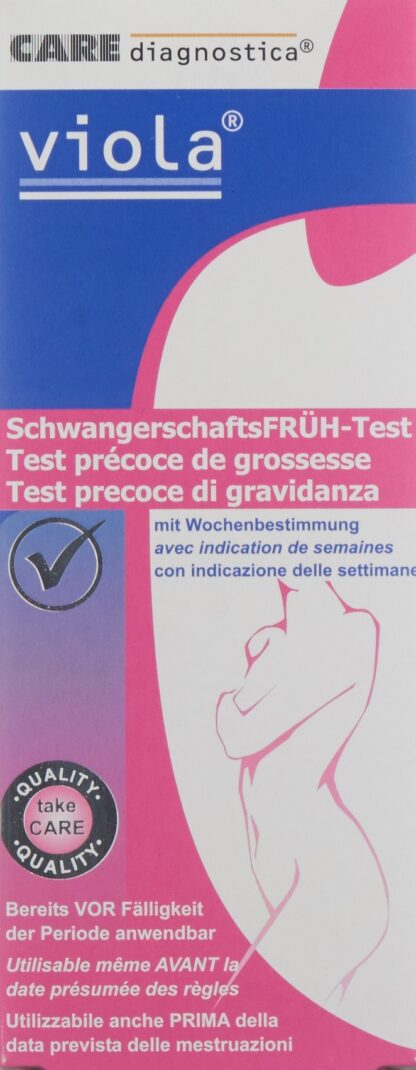 CARE diagnostica®
viola®
SchwangerschaftsFRÜH-Test
Test précoce de grossesse
Test precoce di gravidanza
mit Wochenbestimmung
avec indication de semaines
con indicazione delle settimane
·QUALITY·
take
CARE
·QUALITY·
Bereits VOR Fälligkeit
der Periode anwendbar
Utilisable même AVANT la
date présumée des règles
Utilizzabile anche PRIMA della
data prevista delle mestruazioni